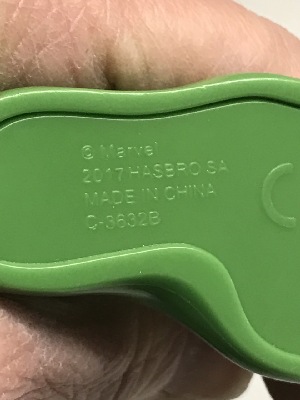 © Marvel
2017 HASBRO SA
MADE IN CHINA
C-3632B